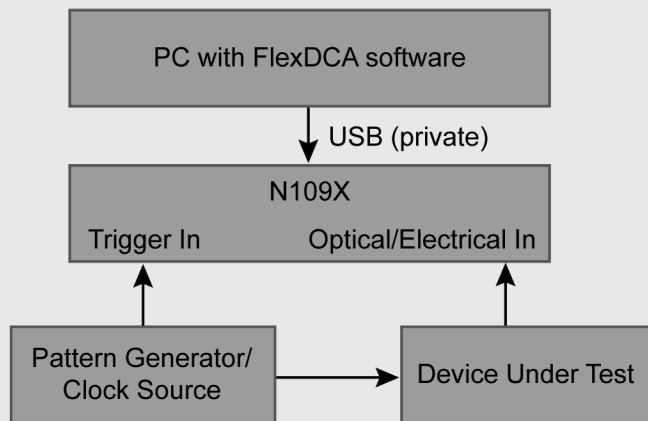 PC with FlexDCA software
USB (private)
N109X
Trigger In
Optical/Electrical In
Pattern Generator/
Clock Source
Device Under Test